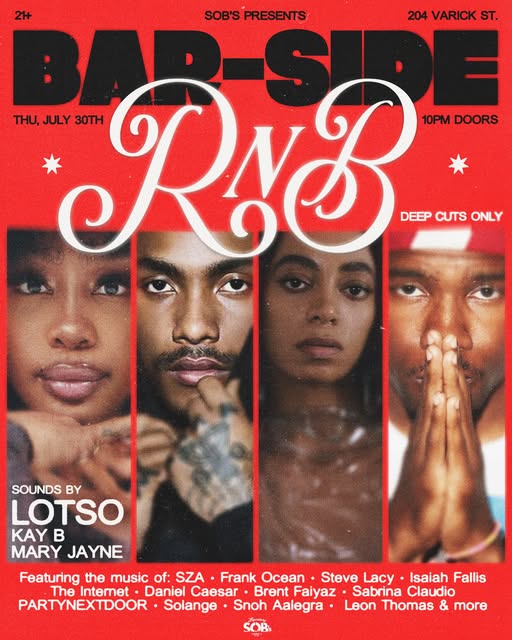 21+ SOB'S PRESENTS 204 VARICK ST.
BAR-SIDE
THU, JULY 30TH 10PM DOORS
RNB
DEEP CUTS ONLY
SOUNDS BY
LOTSO
KAY B
MARY JAYNE
Featuring the music of: SZA • Frank Ocean • Steve Lacy • Isaiah Fallis
The Internet • Daniel Caesar • Brent Faiyaz • Sabrina Claudio
PARTYNEXTDOOR • Solange • Snoh Aalegra • Leon Thomas & more
SOB's